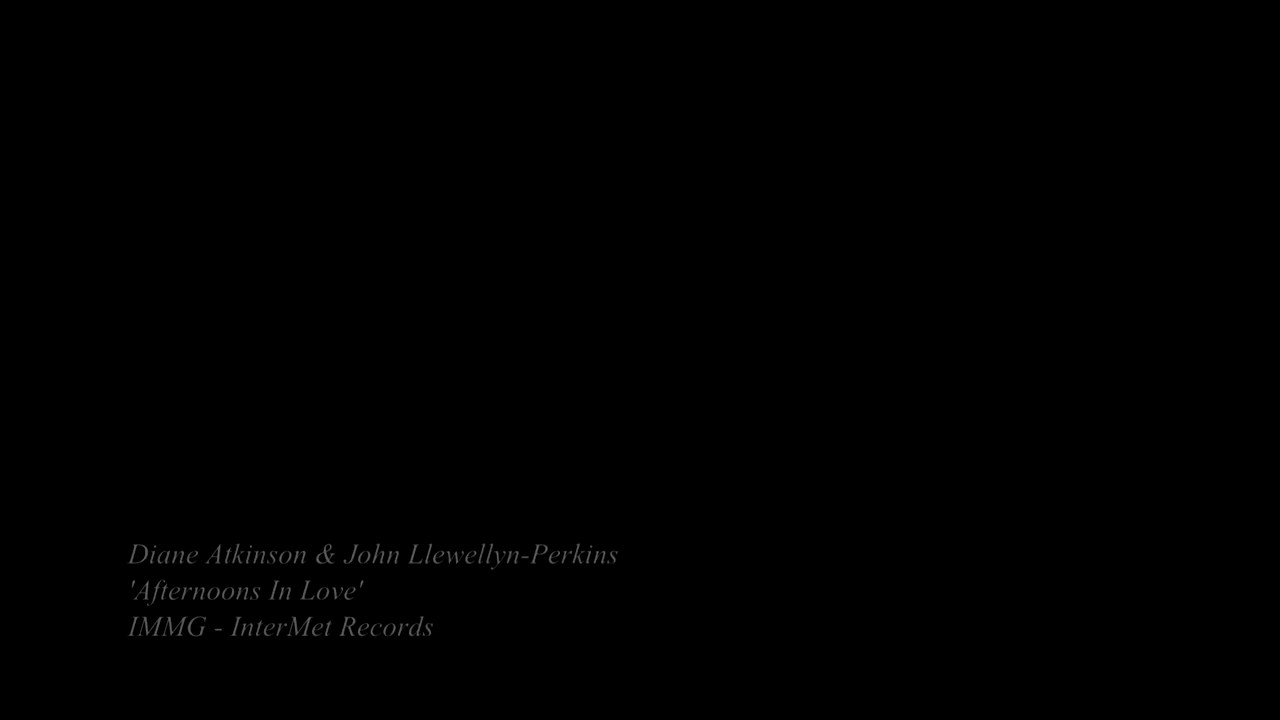 Diane Atkinson & John Llewellyn-Perkins
'Afternoons In Love'
IMMG - InterMet Records